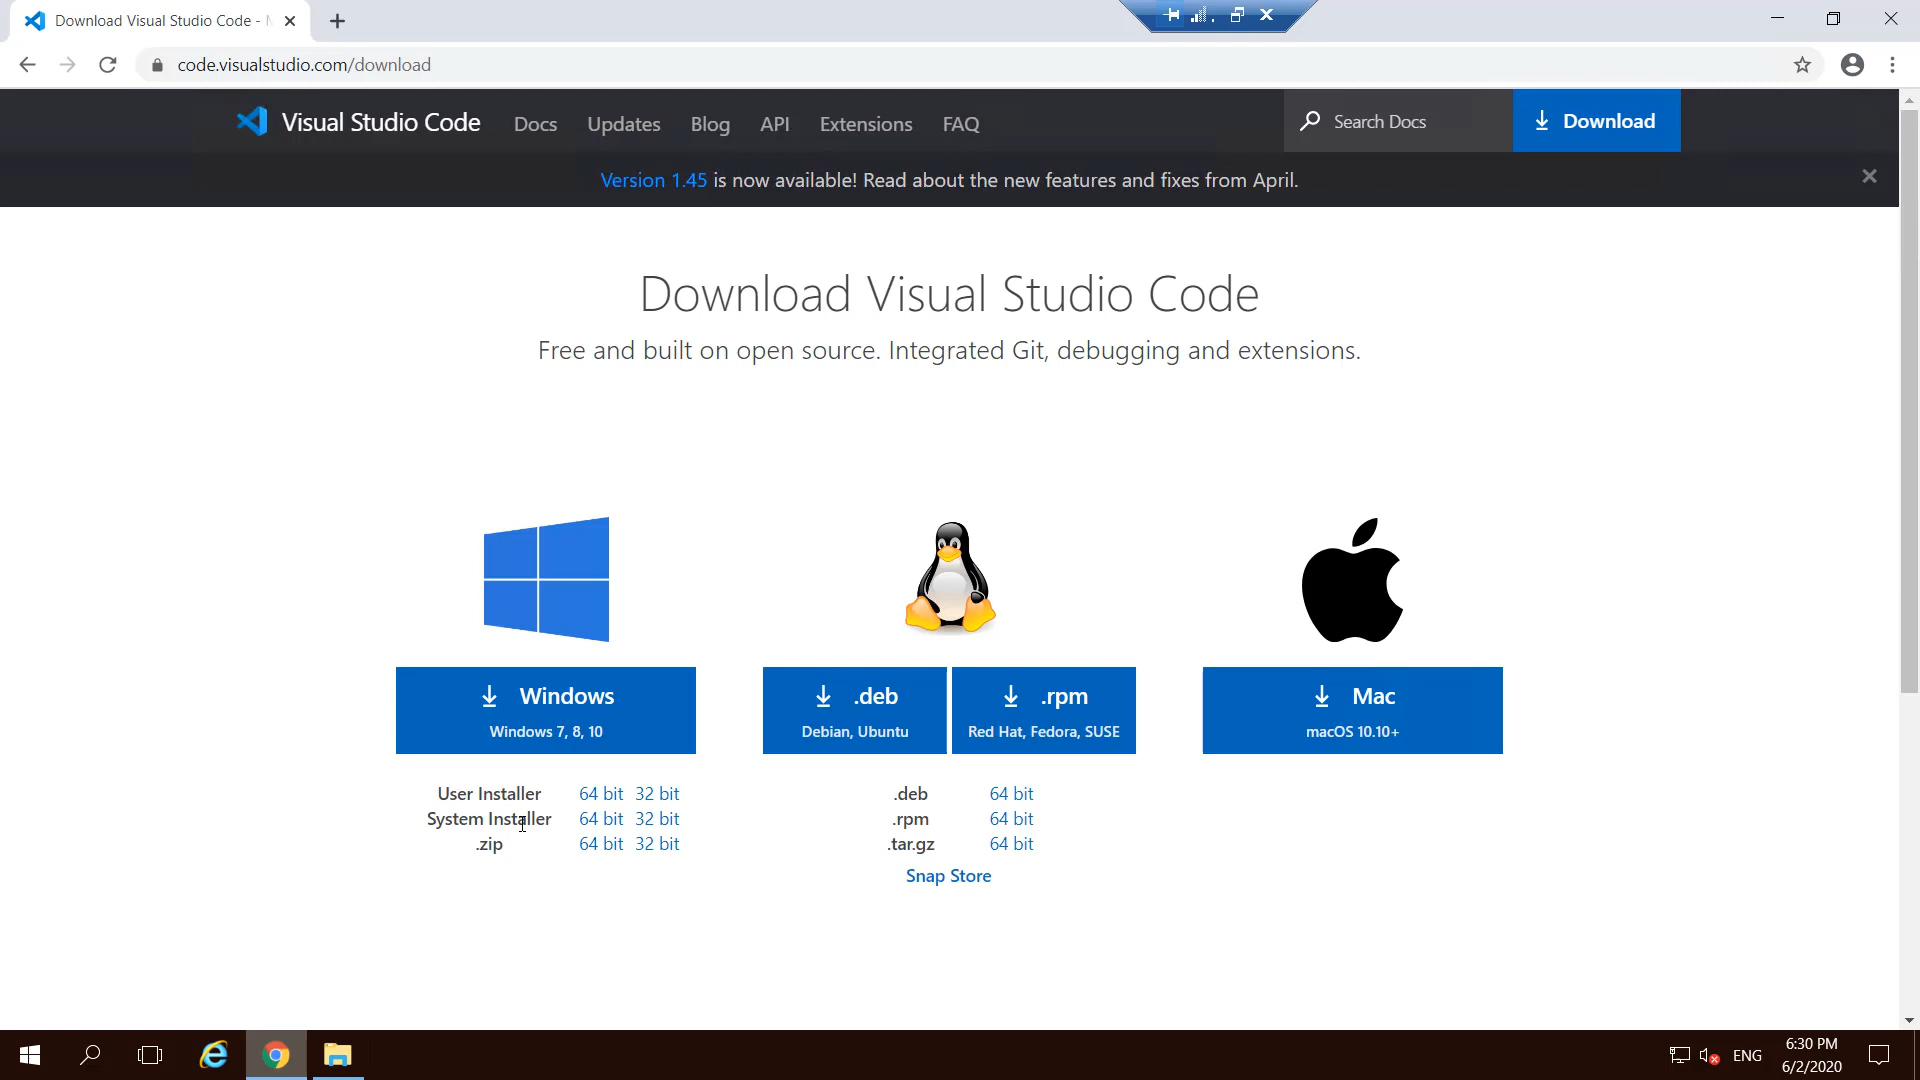 Download Visual Studio Code - M
code.visualstudio.com/download
Visual Studio Code Docs Updates Blog API Extensions FAQ Search Docs Download
Version 1.45 is now available! Read about the new features and fixes from April.
Download Visual Studio Code
Free and built on open source. Integrated Git, debugging and extensions.
Windows
Windows 7, 8, 10
.deb
Debian, Ubuntu
.rpm
Red Hat, Fedora, SUSE
Mac
macOS 10.10+
User Installer 64 bit 32 bit
System Installer 64 bit 32 bit
.zip 64 bit 32 bit
.deb 64 bit
.rpm 64 bit
.tar.gz 64 bit
Snap Store
ENG
6:30 PM
6/2/2020